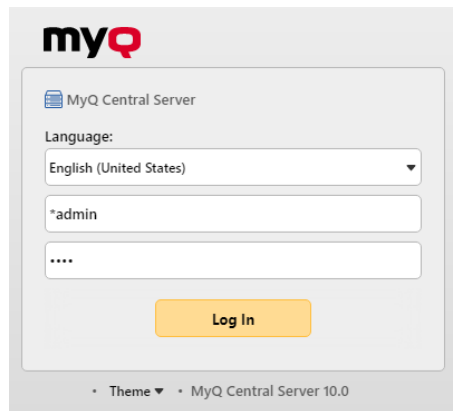 myQ
MyQ Central Server
Language:
English (United States)
*admin
••••
Log In
• Theme ▾ • MyQ Central Server 10.0